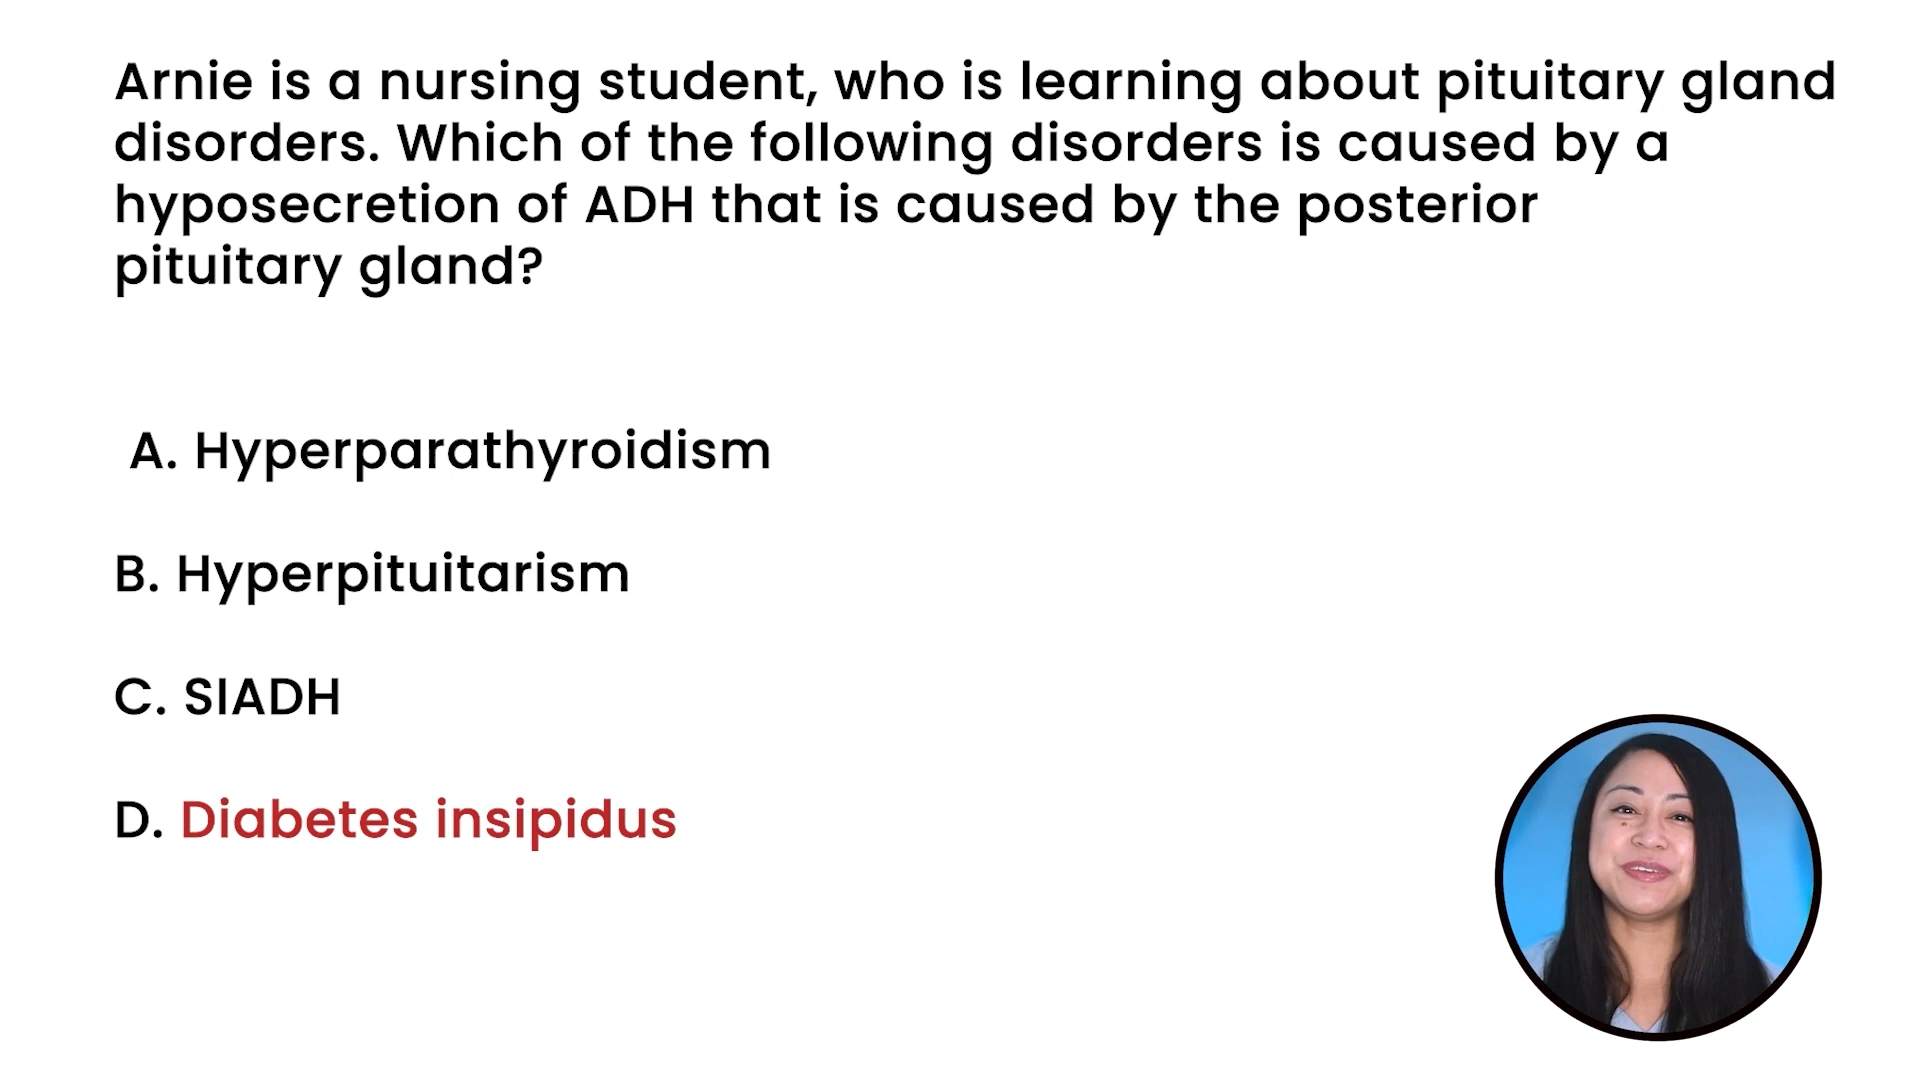 Arnie is a nursing student, who is learning about pituitary gland
disorders. Which of the following disorders is caused by a
hyposecretion of ADH that is caused by the posterior
pituitary gland?
A. Hyperparathyroidism
B. Hyperpituitarism
C. SIADH
D. Diabetes insipidus